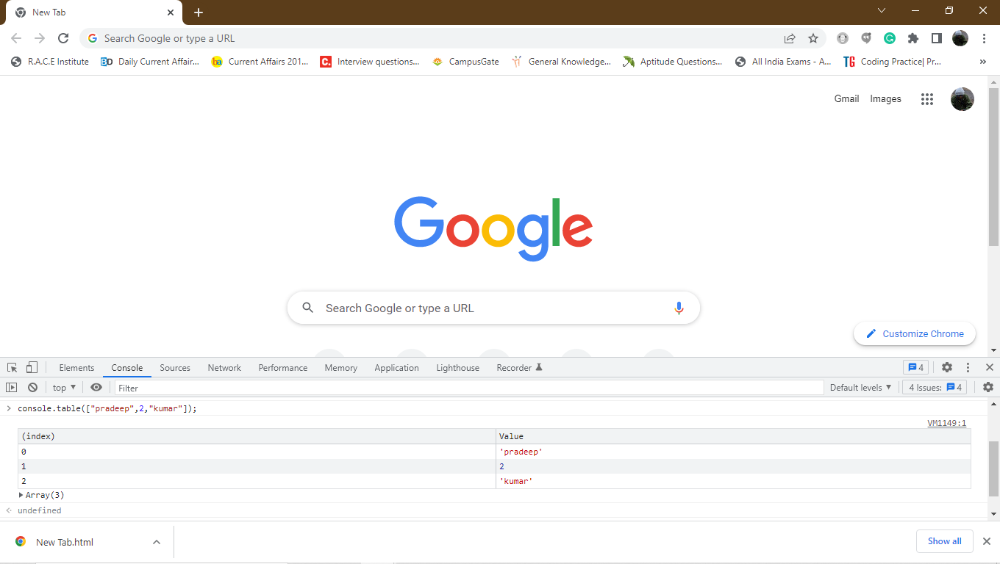 New Tab
Search Google or type a URL
R.A.C.E Institute Daily Current Affair... Current Affairs 201... Interview questions... CampusGate General Knowledge... Aptitude Questions... All India Exams - A... Coding Practice| Pr... »
Gmail Images
Google
Search Google or type a URL
Customize Chrome
Elements Console Sources Network Performance Memory Application Lighthouse Recorder 4
top Filter Default levels 4 Issues: 4
console.table(["pradeep",2,"kumar"]);
VM1149:1
(index) Value
0 'pradeep'
1 2
2 'kumar'
Array(3)
undefined
New Tab.html Show all